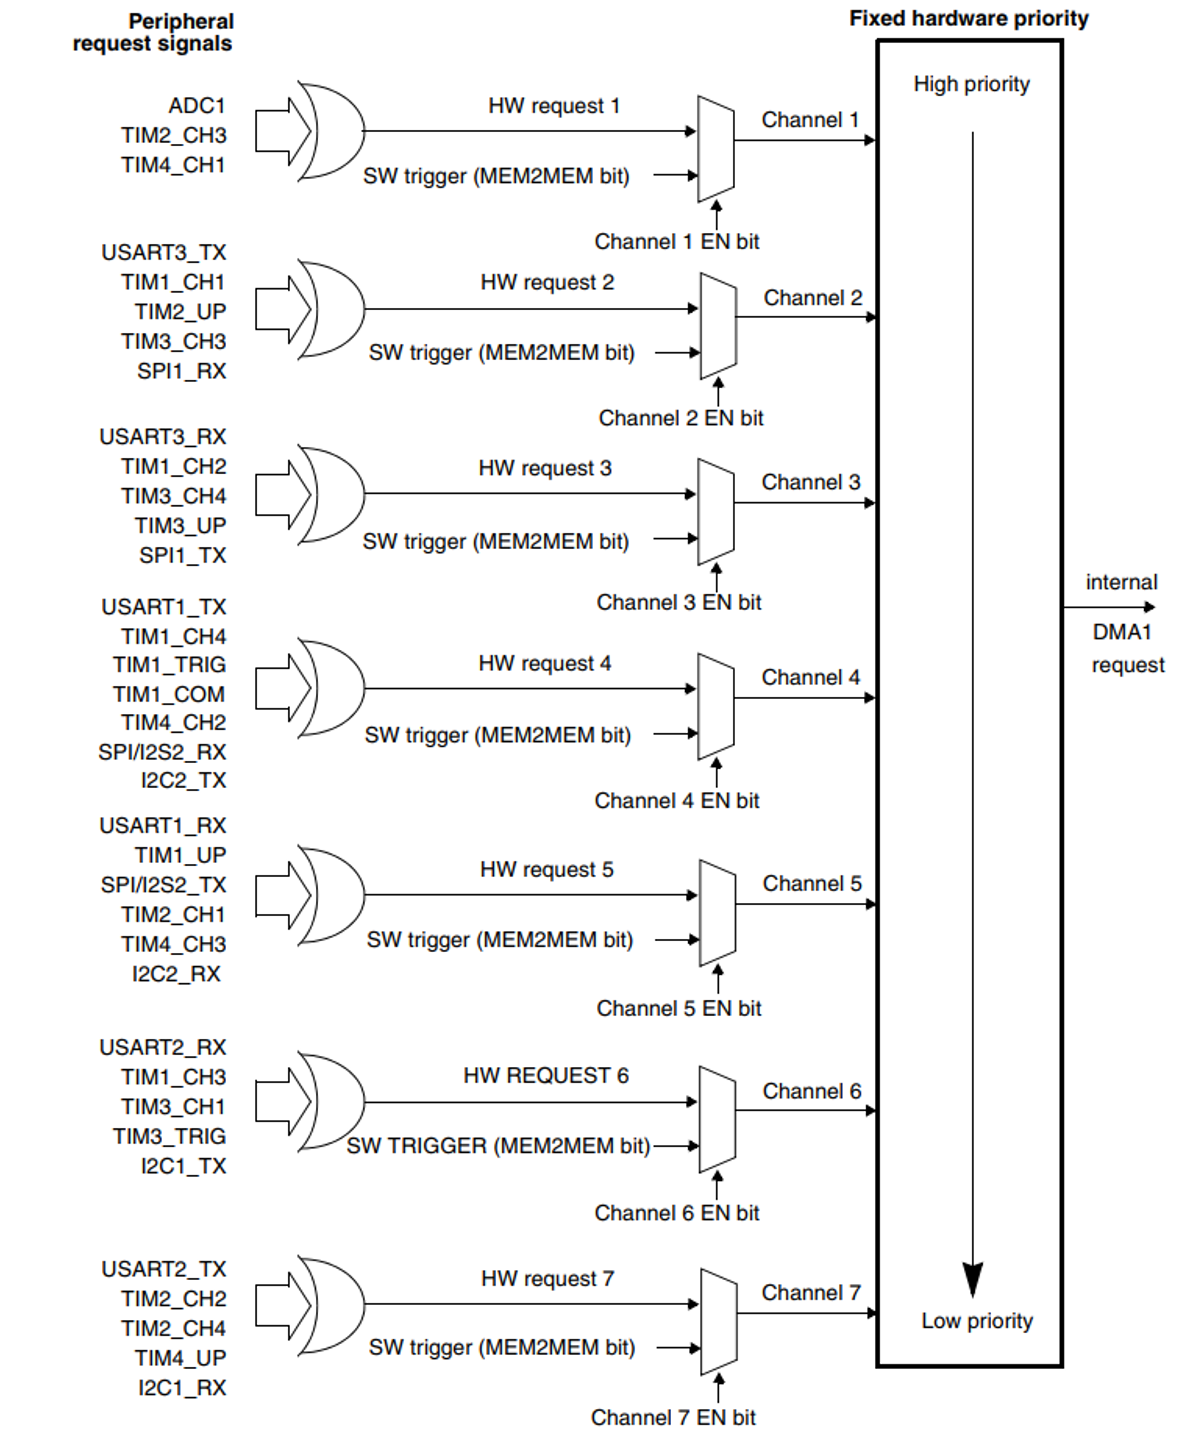 Peripheral
request signals
Fixed hardware priority
High priority
ADC1
TIM2_CH3
TIM4_CH1
HW request 1
SW trigger (MEM2MEM bit)
Channel 1
Channel 1 EN bit
USART3_TX
TIM1_CH1
TIM2_UP
TIM3_CH3
SPI1_RX
HW request 2
SW trigger (MEM2MEM bit)
Channel 2
Channel 2 EN bit
USART3_RX
TIM1_CH2
TIM3_CH4
TIM3_UP
SPI1_TX
HW request 3
SW trigger (MEM2MEM bit)
Channel 3
Channel 3 EN bit
USART1_TX
TIM1_CH4
TIM1_TRIG
TIM1_COM
TIM4_CH2
SPI/I2S2_RX
I2C2_TX
HW request 4
SW trigger (MEM2MEM bit)
Channel 4
Channel 4 EN bit
internal
DMA1
request
USART1_RX
TIM1_UP
SPI/I2S2_TX
TIM2_CH1
TIM4_CH3
I2C2_RX
HW request 5
SW trigger (MEM2MEM bit)
Channel 5
Channel 5 EN bit
USART2_RX
TIM1_CH3
TIM3_CH1
TIM3_TRIG
I2C1_TX
HW REQUEST 6
SW TRIGGER (MEM2MEM bit)
Channel 6
Channel 6 EN bit
USART2_TX
TIM2_CH2
TIM2_CH4
TIM4_UP
I2C1_RX
HW request 7
SW trigger (MEM2MEM bit)
Channel 7
Channel 7 EN bit
Low priority